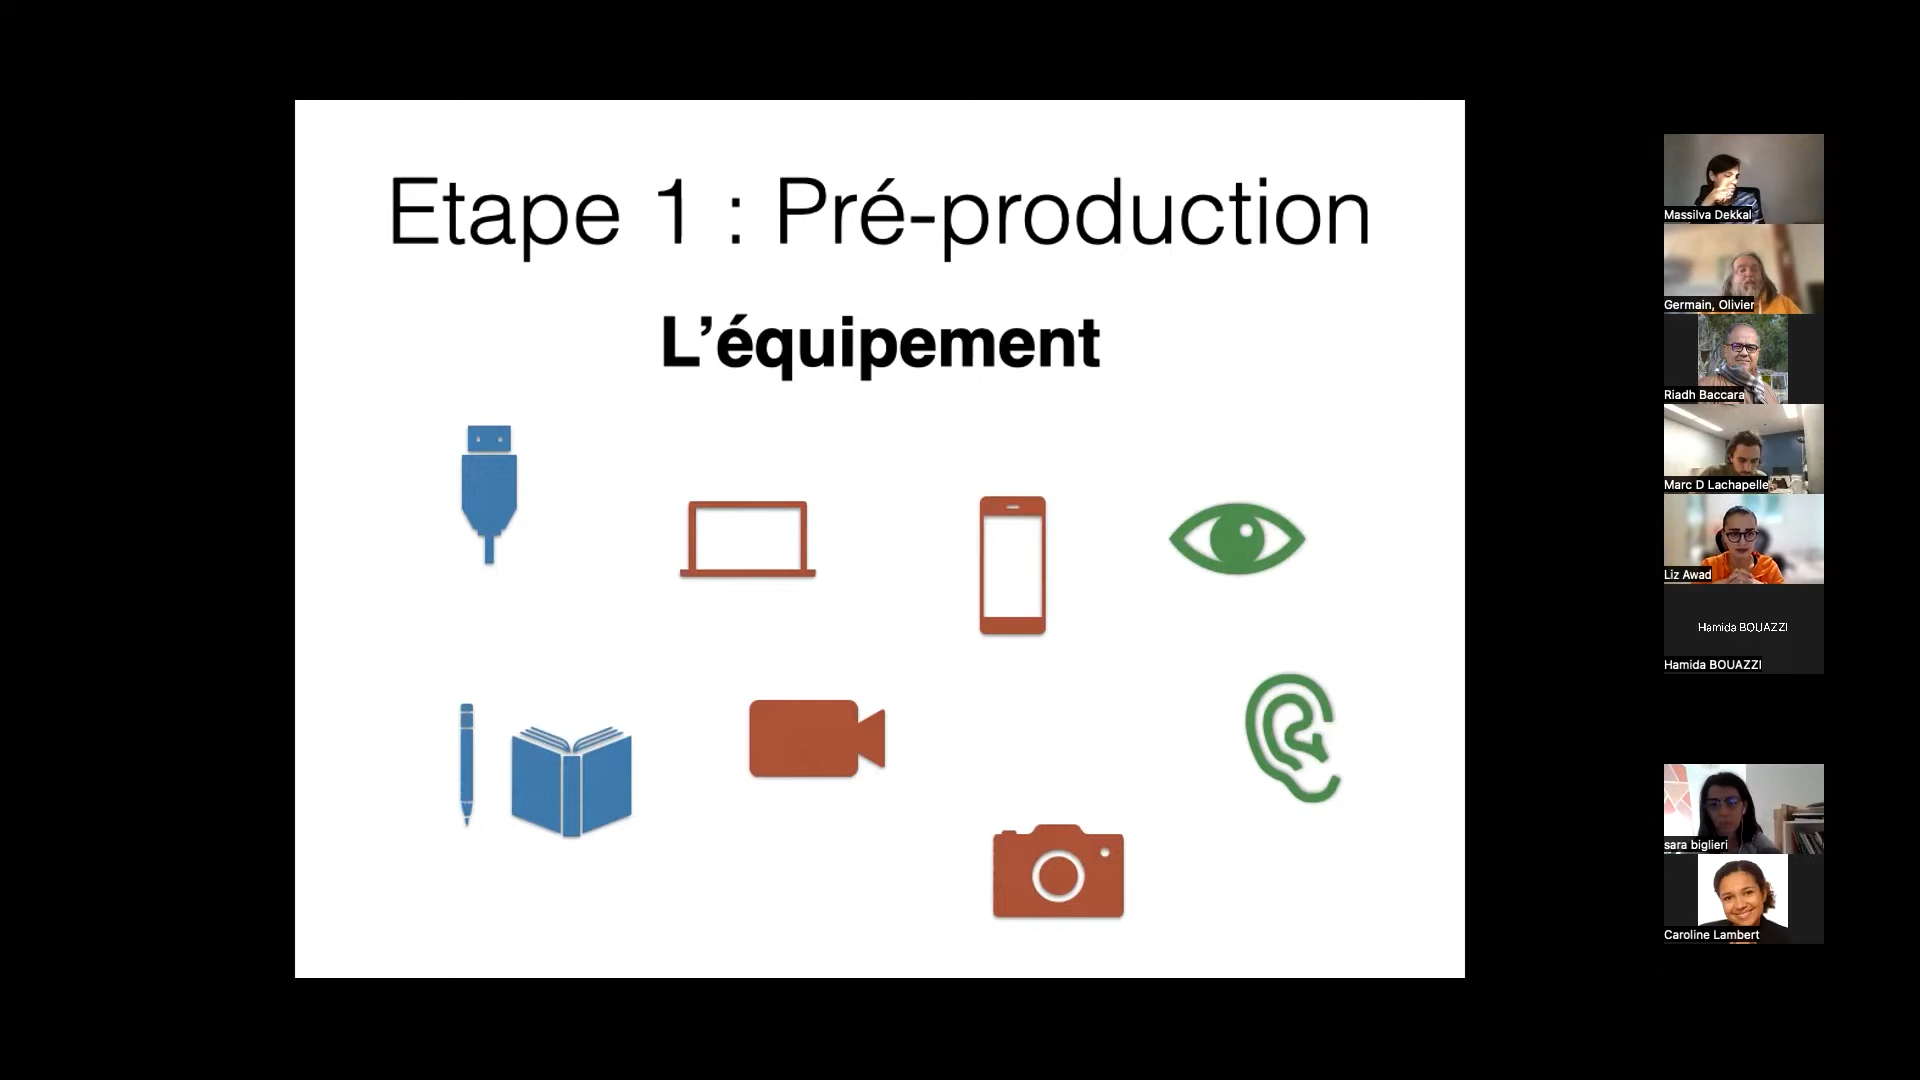 Etape 1 : Pré-production
L’équipement
Massilva Dekkal
Germain, Olivier
Riadh Baccara
Marc D Lachapelle
Liz Awad
Hamida BOUAZZI
Hamida BOUAZZI
sara biglieri
Caroline Lambert